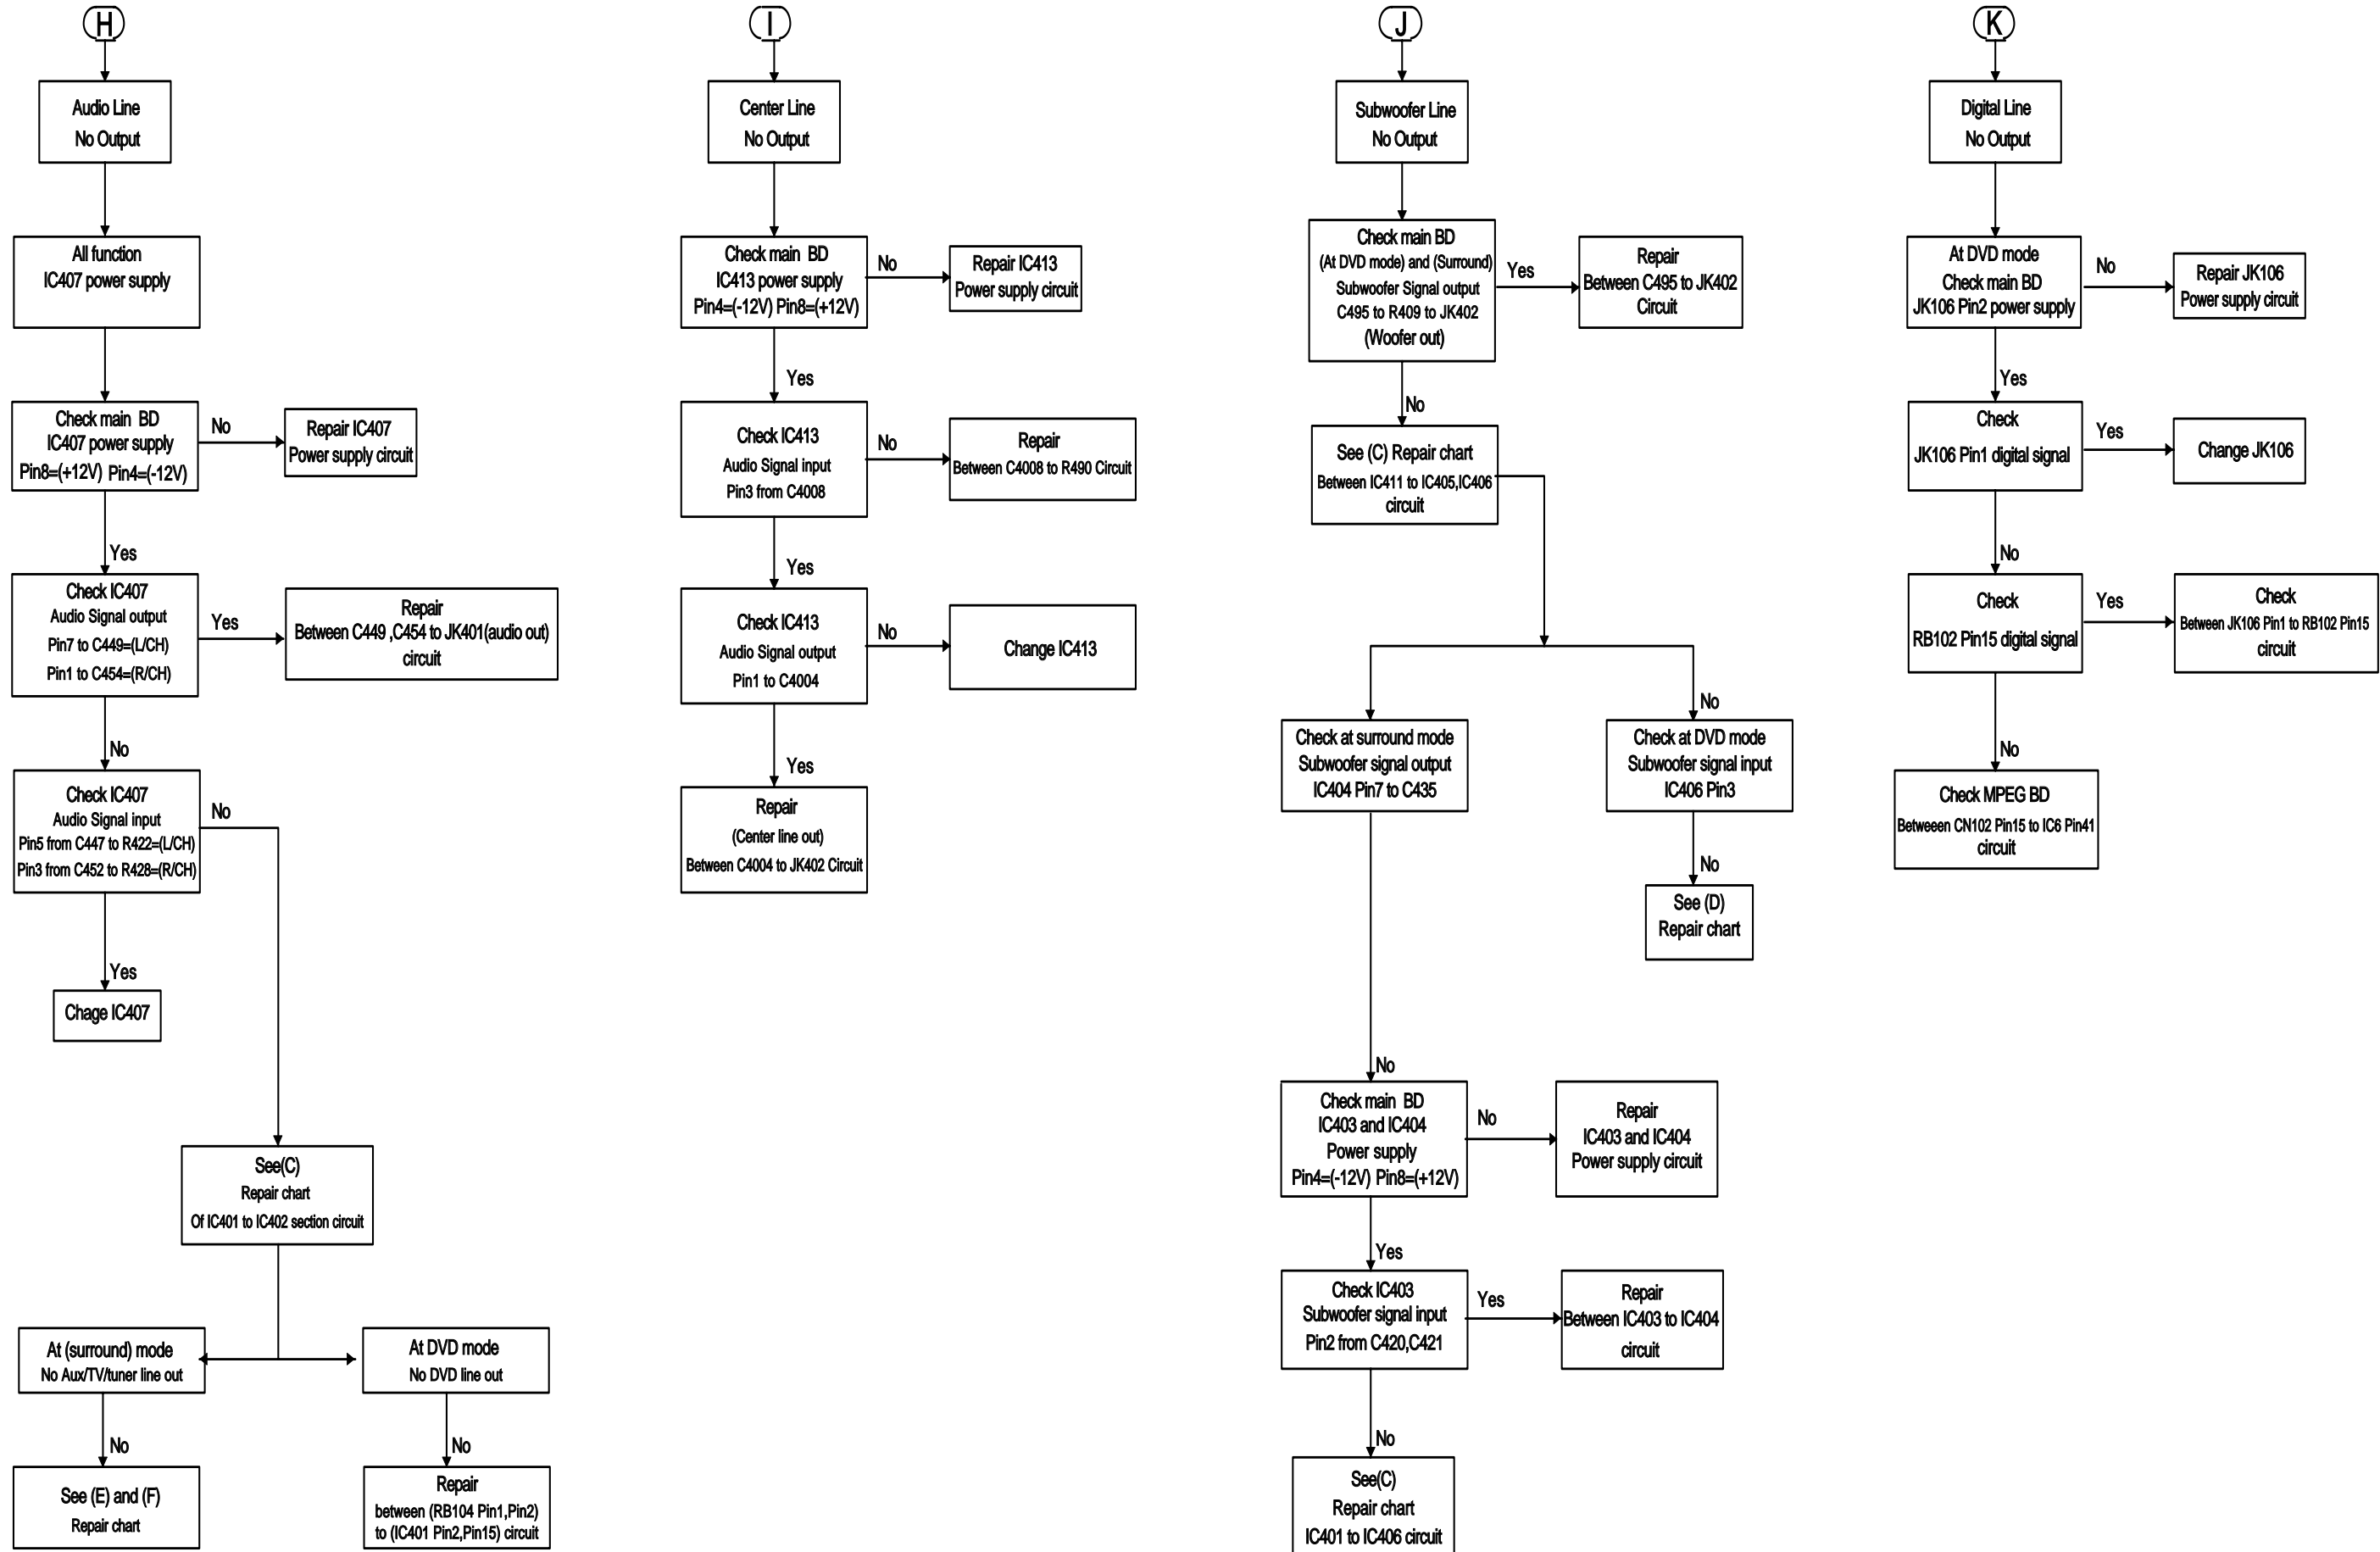 H
Audio Line
No Output
All function
IC407 power supply
Check main BD
IC407 power supply
Pin8=(+12V) Pin4=(-12V)
No
Repair IC407
Power supply circuit
Yes
Check IC407
Audio Signal output
Pin7 to C449=(L/CH)
Pin1 to C454=(R/CH)
Yes
Repair
Between C449 ,C454 to JK401(audio out)
circuit
No
Check IC407
Audio Signal input
Pin5 from C447 to R422=(L/CH)
Pin3 from C452 to R428=(R/CH)
No
Yes
Chage IC407
See(C)
Repair chart
Of IC401 to IC402 section circuit
At (surround) mode
No Aux/TV/tuner line out
At DVD mode
No DVD line out
No
See (E) and (F)
Repair chart
No
Repair
between (RB104 Pin1,Pin2)
to (IC401 Pin2,Pin15) circuit
I
Center Line
No Output
Check main BD
IC413 power supply
Pin4=(-12V) Pin8=(+12V)
No
Repair IC413
Power supply circuit
Yes
Check IC413
Audio Signal input
Pin3 from C4008
No
Repair
Between C4008 to R490 Circuit
Yes
Check IC413
Audio Signal output
Pin1 to C4004
No
Change IC413
Yes
Repair
(Center line out)
Between C4004 to JK402 Circuit
J
Subwoofer Line
No Output
Check main BD
(At DVD mode) and (Surround)
Subwoofer Signal output
C495 to R409 to JK402
(Woofer out)
Yes
Repair
Between C495 to JK402
Circuit
No
See (C) Repair chart
Between IC411 to IC405,IC406
circuit
Check at surround mode
Subwoofer signal output
IC404 Pin7 to C435
No
Check at DVD mode
Subwoofer signal input
IC406 Pin3
No
See (D)
Repair chart
No
Check main BD
IC403 and IC404
Power supply
Pin4=(-12V) Pin8=(+12V)
No
Repair
IC403 and IC404
Power supply circuit
Yes
Check IC403
Subwoofer signal input
Pin2 from C420,C421
Yes
Repair
Between IC403 to IC404
circuit
No
See(C)
Repair chart
IC401 to IC406 circuit
K
Digital Line
No Output
At DVD mode
Check main BD
JK106 Pin2 power supply
No
Repair JK106
Power supply circuit
Yes
Check
JK106 Pin1 digital signal
Yes
Change JK106
No
Check
RB102 Pin15 digital signal
Yes
Check
Between JK106 Pin1 to RB102 Pin15
circuit
No
Check MPEG BD
Betweeen CN102 Pin15 to IC6 Pin41
circuit